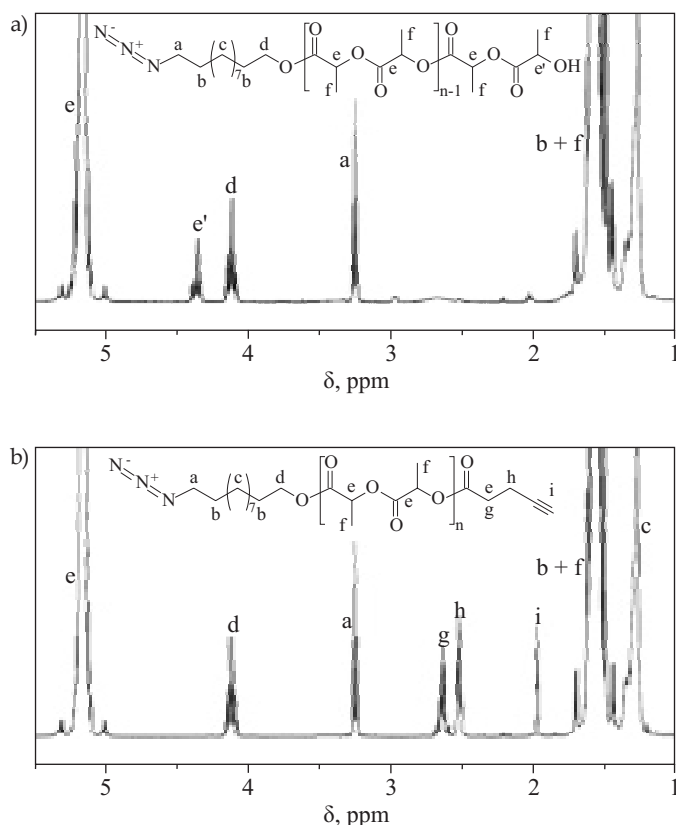 a)
N⁻ N⁺ N a b c 7 b d O O e f O O e f O n-1 O O e f O O e' f OH
e e' d a b + f
5 4 3 2 1
δ, ppm
b)
N⁻ N⁺ N a b c 7 b d O O e f O O e f O n O e g h i
e d a g h i b + f c
5 4 3 2 1
δ, ppm